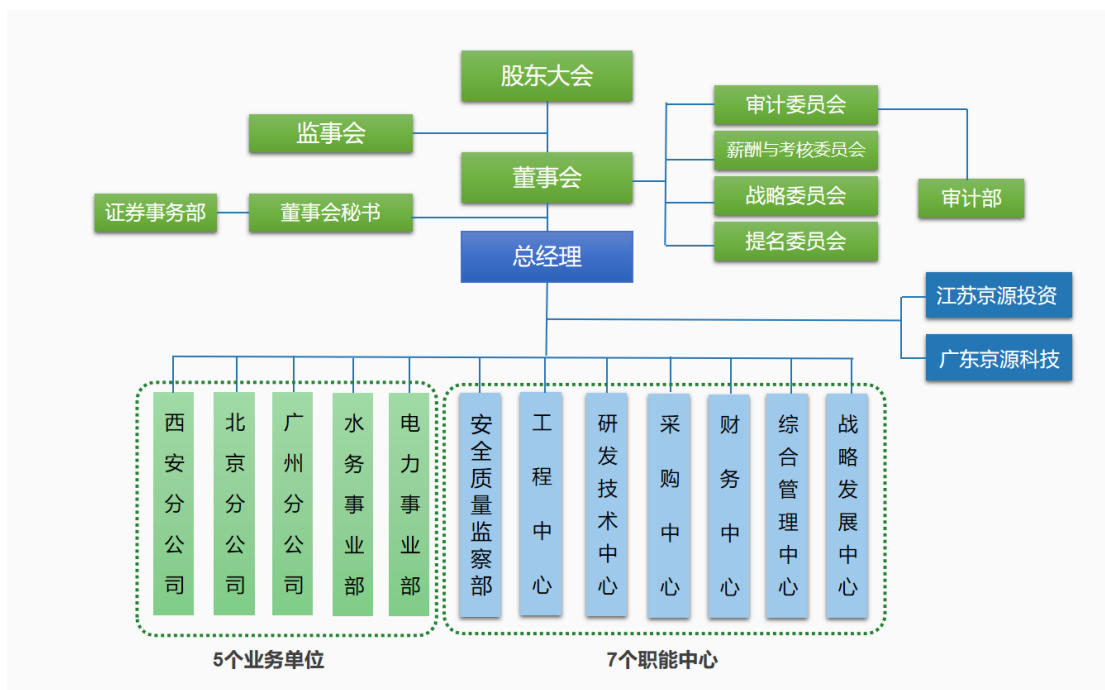 股东大会
监事会
审计委员会
薪酬与考核委员会
董事会
战略委员会
审计部
证券事务部
董事会秘书
提名委员会
总经理
江苏京源投资
广东京源科技
西安分公司
北京分公司
广州分公司
水务事业部
电力事业部
安全质量监察部
工程中心
研发技术中心
采购中心
财务中心
综合管理中心
战略发展中心
5个业务单位
7个职能中心